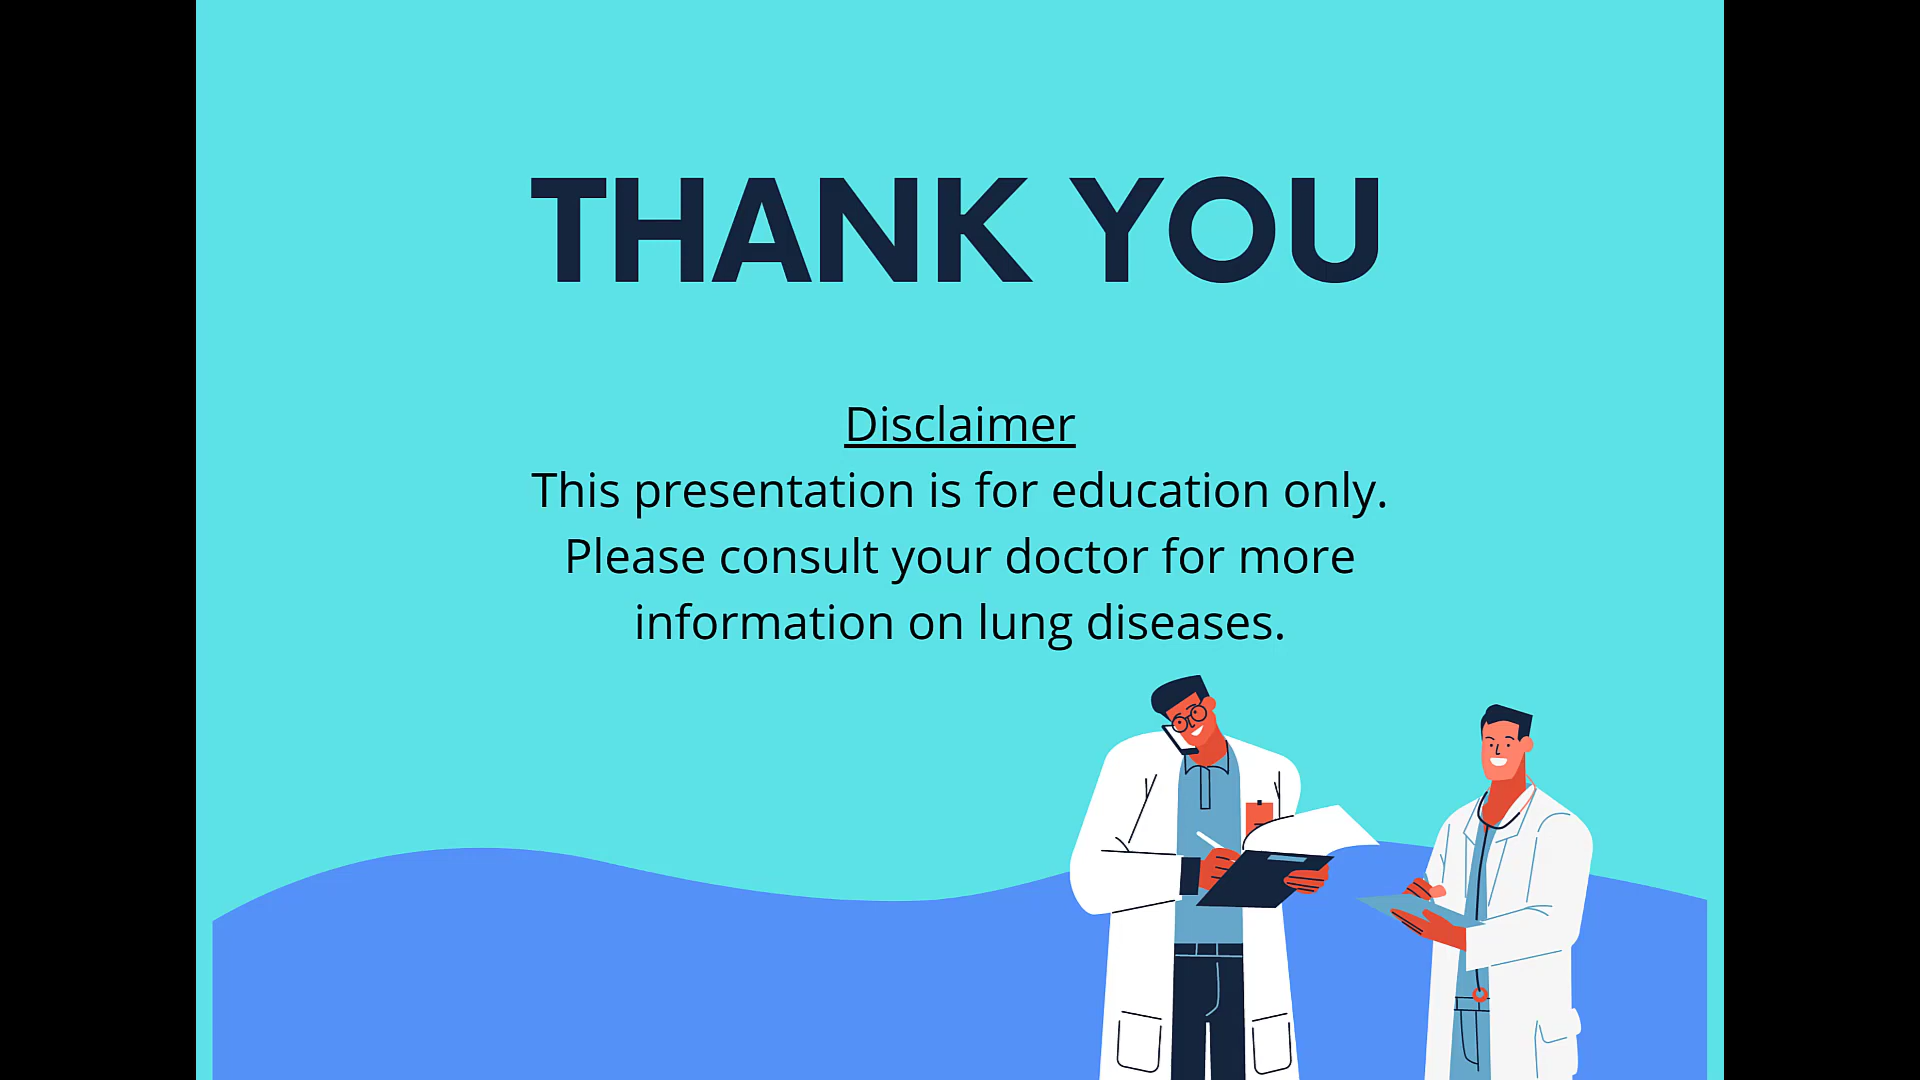 THANK YOU
Disclaimer
This presentation is for education only.
Please consult your doctor for more
information on lung diseases.